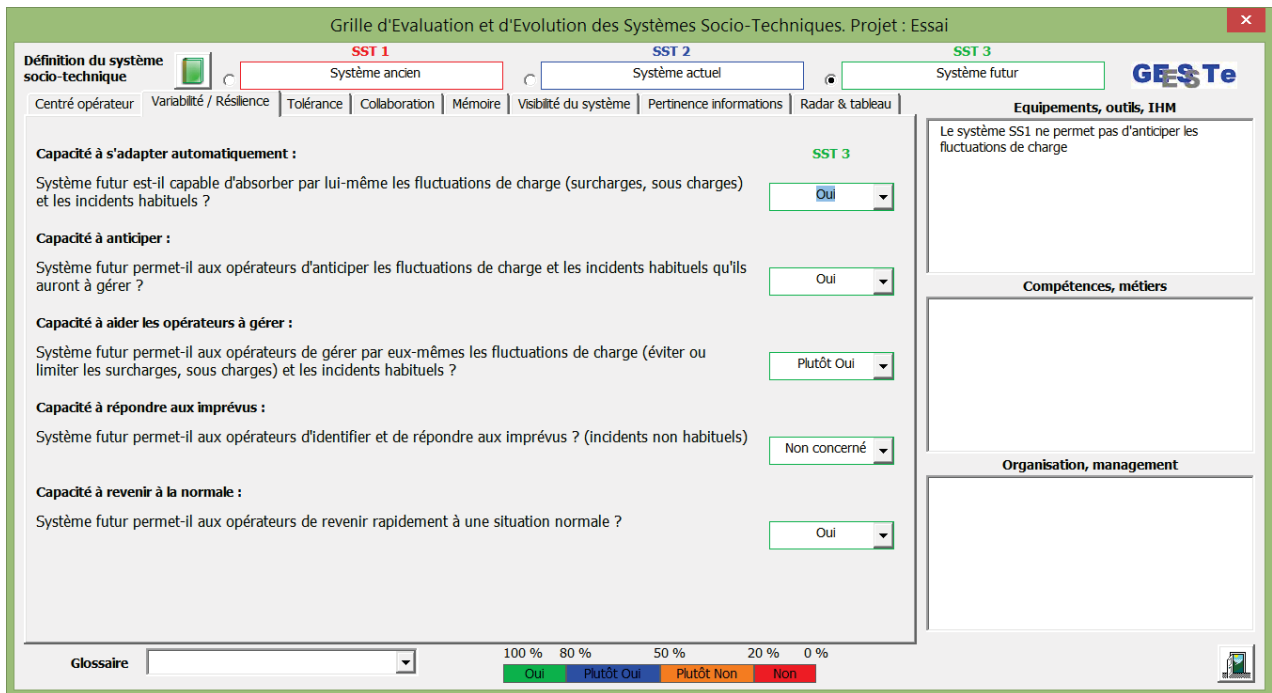 Grille d'Evaluation et d'Evolution des Systèmes Socio-Techniques. Projet : Essai
×
Définition du système
socio-technique
SST 1
Système ancien
SST 2
Système actuel
SST 3
Système futur
GEESSTe
Centré opérateur
Variabilité / Résilience
Tolérance
Collaboration
Mémoire
Visibilité du système
Pertinence informations
Radar & tableau
Capacité à s'adapter automatiquement :
SST 3
Système futur est-il capable d'absorber par lui-même les fluctuations de charge (surcharges, sous charges)
et les incidents habituels ?
Oui
Capacité à anticiper :
Système futur permet-il aux opérateurs d'anticiper les fluctuations de charge et les incidents habituels qu'ils
auront à gérer ?
Oui
Capacité à aider les opérateurs à gérer :
Système futur permet-il aux opérateurs de gérer par eux-mêmes les fluctuations de charge (éviter ou
limiter les surcharges, sous charges) et les incidents habituels ?
Plutôt Oui
Capacité à répondre aux imprévus :
Système futur permet-il aux opérateurs d'identifier et de répondre aux imprévus ? (incidents non habituels)
Non concerné
Capacité à revenir à la normale :
Système futur permet-il aux opérateurs de revenir rapidement à une situation normale ?
Oui
Equipements, outils, IHM
Le système SS1 ne permet pas d'anticiper les
fluctuations de charge
Compétences, métiers
Organisation, management
Glossaire
100 % 80 % 50 % 20 % 0 %
Oui Plutôt Oui Plutôt Non Non